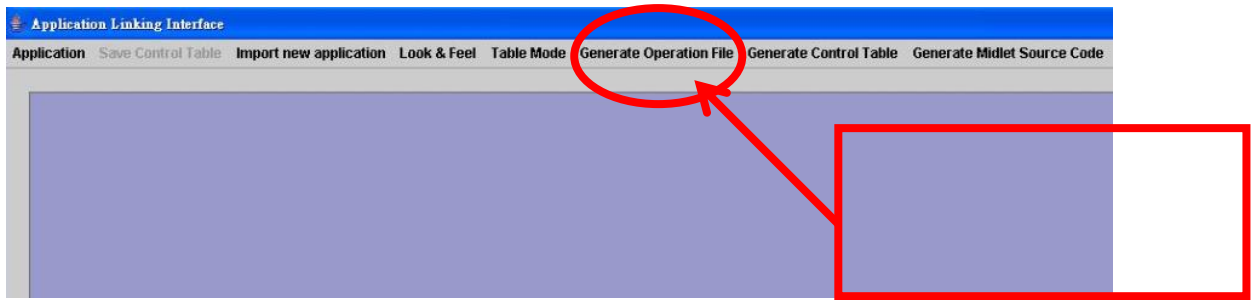 Application Linking Interface
Application Save Control Table Import new application Look & Feel Table Mode Generate Operation File Generate Control Table Generate Midlet Source Code